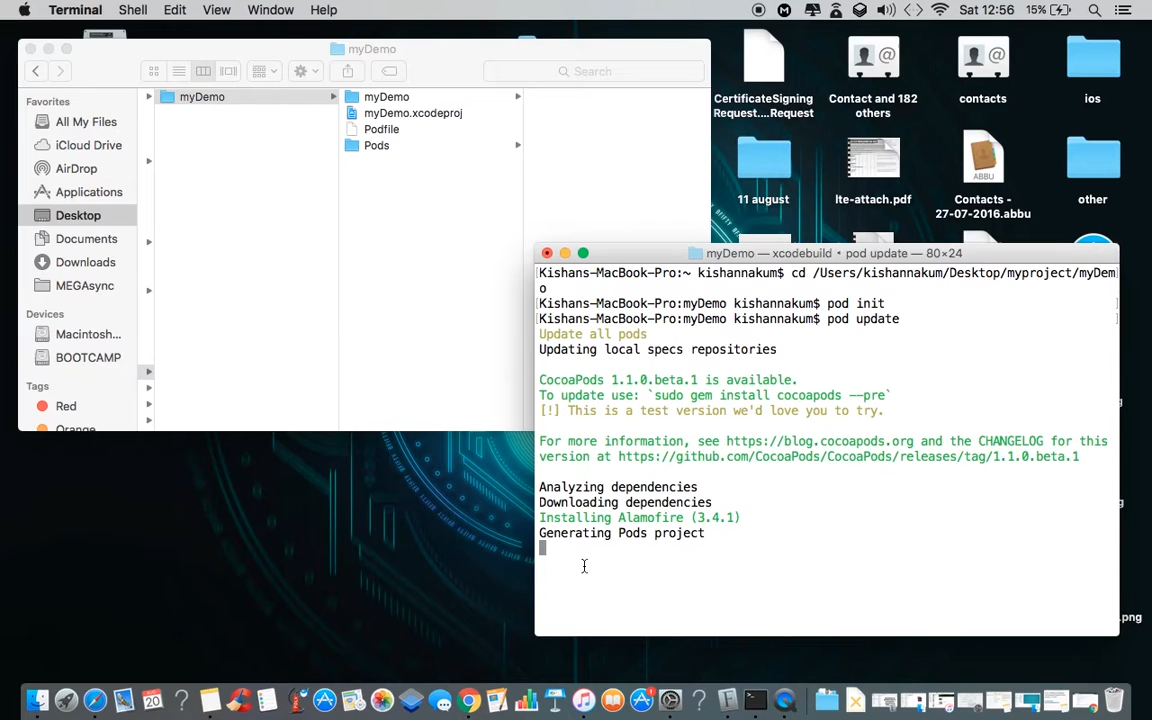 Terminal Shell Edit View Window Help Sat 12:56 15%
myDemo
Search
Favorites
All My Files
iCloud Drive
AirDrop
Applications
Desktop
Documents
Downloads
MEGAsync
Devices
Macintosh...
BOOTCAMP
Tags
Red
Orange
myDemo
myDemo
myDemo.xcodeproj
Podfile
Pods
CertificateSigning
Request....Request
Contact and 182
others
contacts
ios
11 august
lte-attach.pdf
ABBU
Contacts -
27-07-2016.abbu
other
myDemo — xcodebuild • pod update — 80×24
[Kishans-MacBook-Pro:~ kishannakum$ cd /Users/kishannakum/Desktop/myproject/myDem]
o
[Kishans-MacBook-Pro:myDemo kishannakum$ pod init ]
[Kishans-MacBook-Pro:myDemo kishannakum$ pod update ]
Update all pods
Updating local specs repositories
CocoaPods 1.1.0.beta.1 is available.
To update use: `sudo gem install cocoapods --pre`
[!] This is a test version we'd love you to try.
For more information, see https://blog.cocoapods.org and the CHANGELOG for this
version at https://github.com/CocoaPods/CocoaPods/releases/tag/1.1.0.beta.1
Analyzing dependencies
Downloading dependencies
Installing Alamofire (3.4.1)
Generating Pods project
.png
20